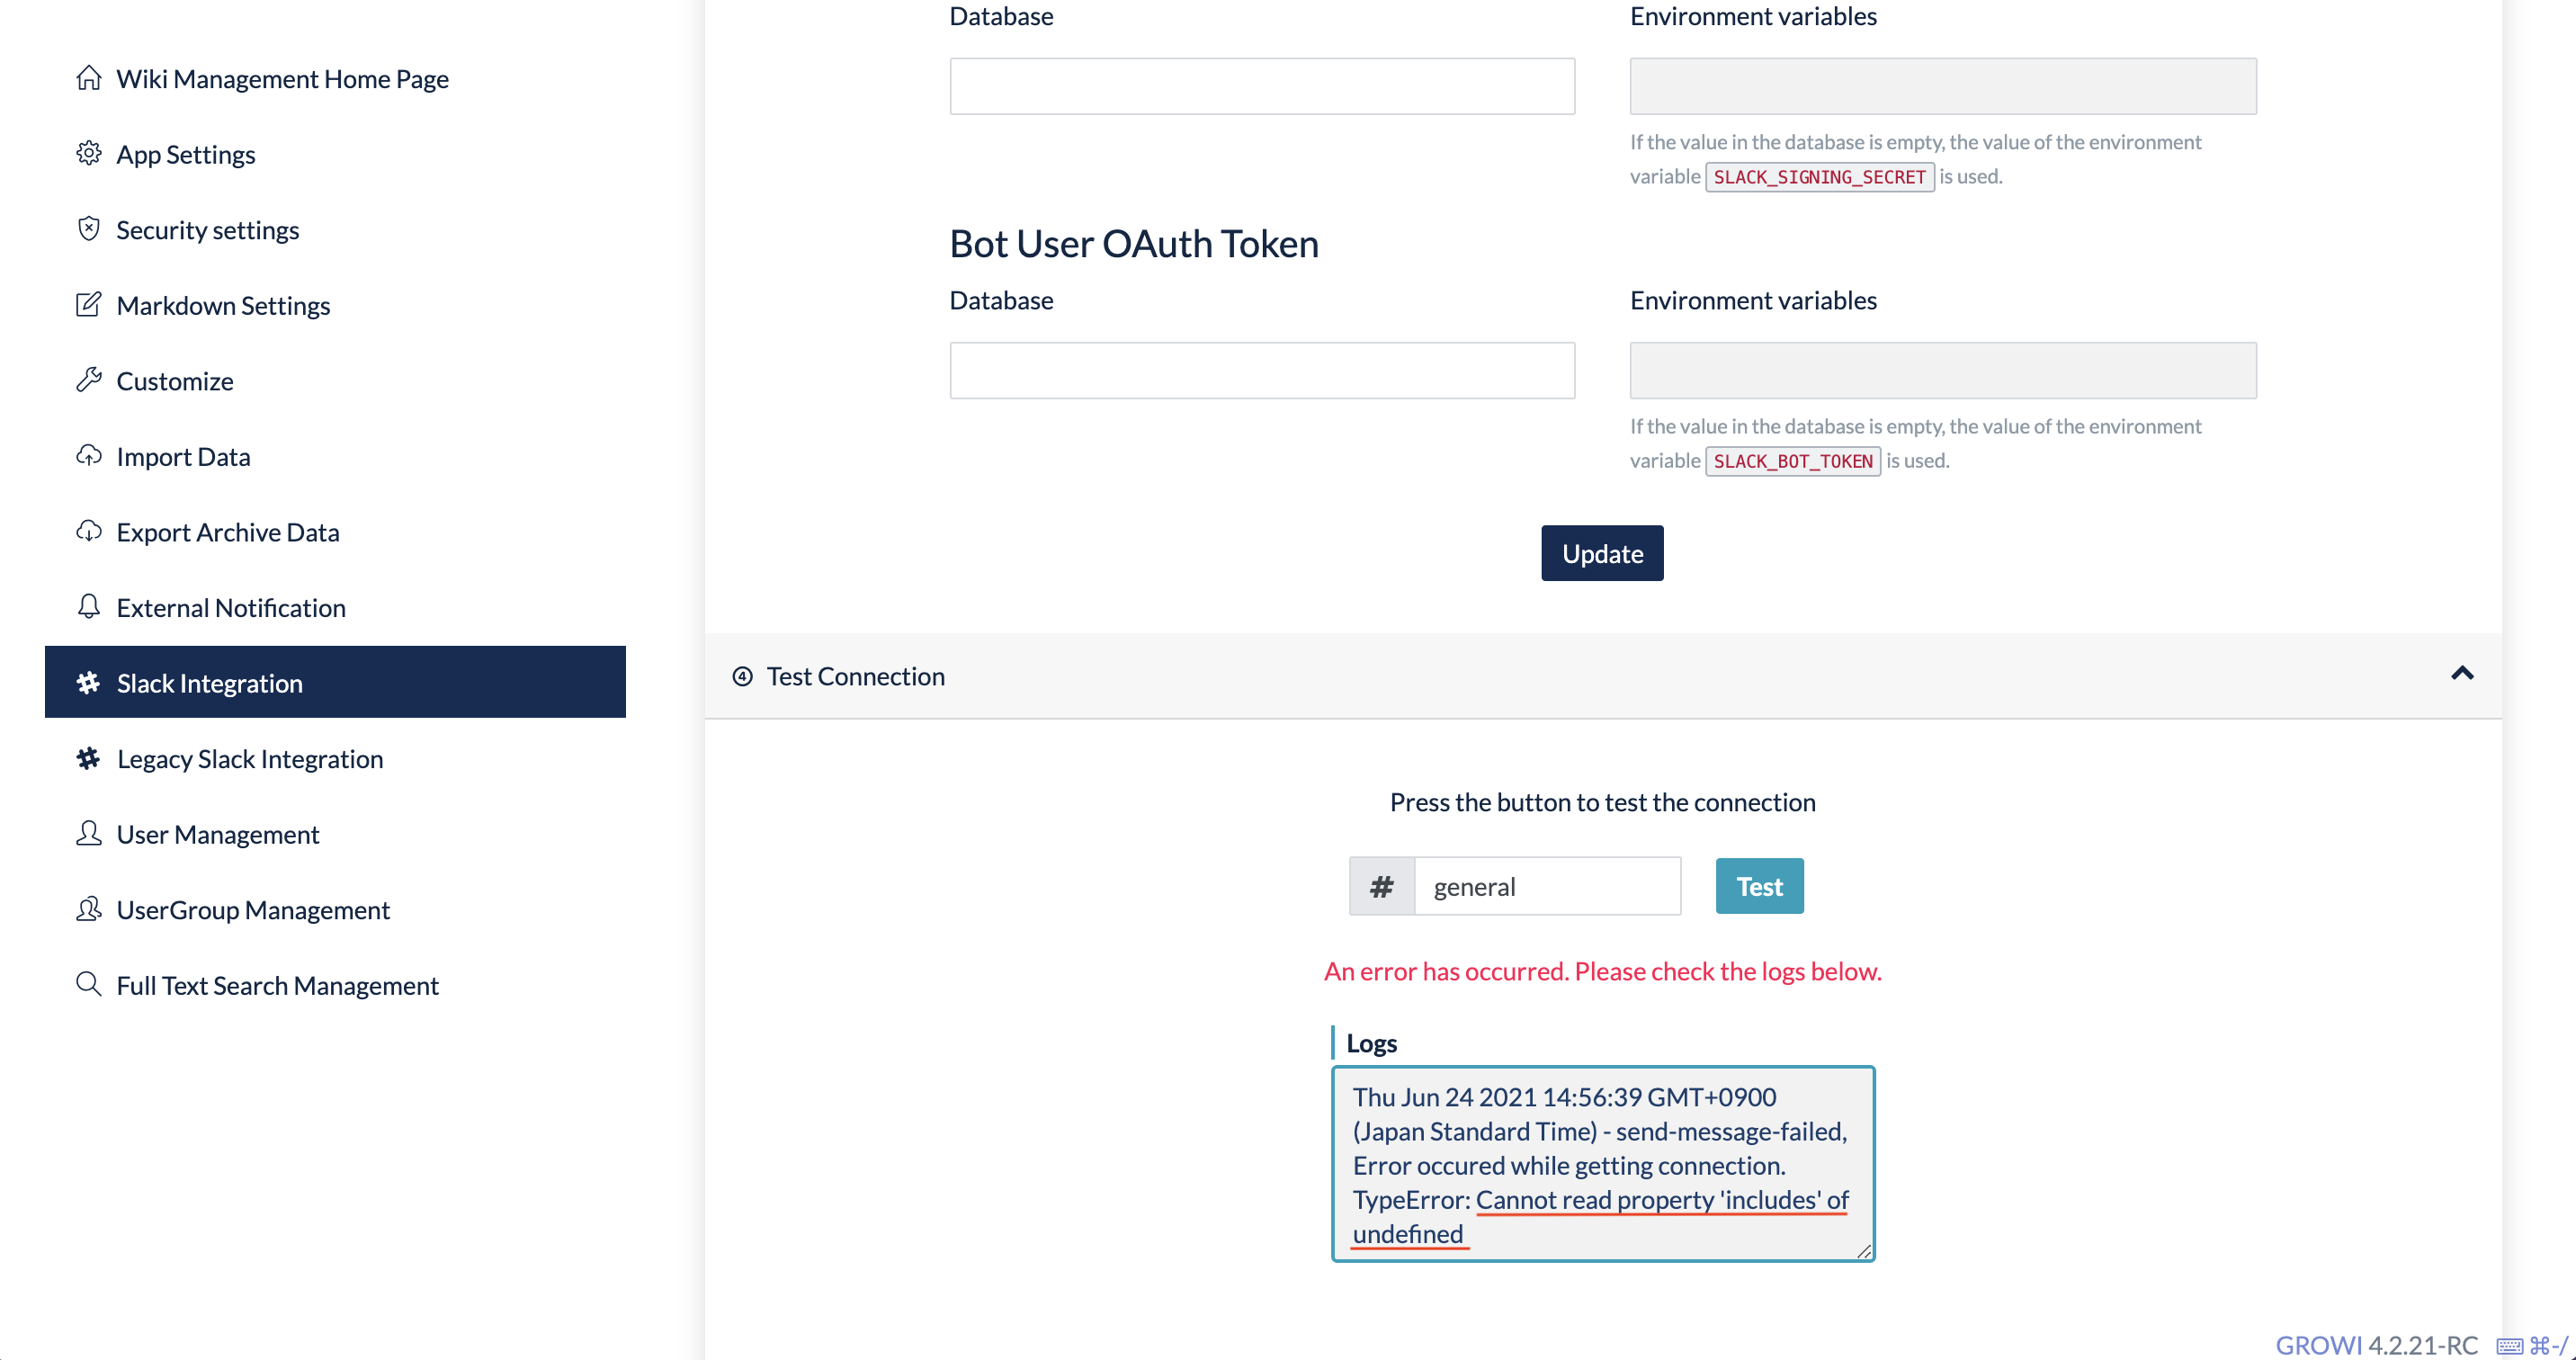 Wiki Management Home Page
App Settings
Security settings
Markdown Settings
Customize
Import Data
Export Archive Data
External Notification
Slack Integration
Legacy Slack Integration
User Management
UserGroup Management
Full Text Search Management
Database
Environment variables
If the value in the database is empty, the value of the environment
variable SLACK_SIGNING_SECRET is used.
Bot User OAuth Token
Database
Environment variables
If the value in the database is empty, the value of the environment
variable SLACK_BOT_TOKEN is used.
Update
④ Test Connection
Press the button to test the connection
# general
Test
An error has occurred. Please check the logs below.
Logs
Thu Jun 24 2021 14:56:39 GMT+0900
(Japan Standard Time) - send-message-failed,
Error occured while getting connection.
TypeError: Cannot read property 'includes' of
undefined
GROWI 4.2.21-RC ⌘-/